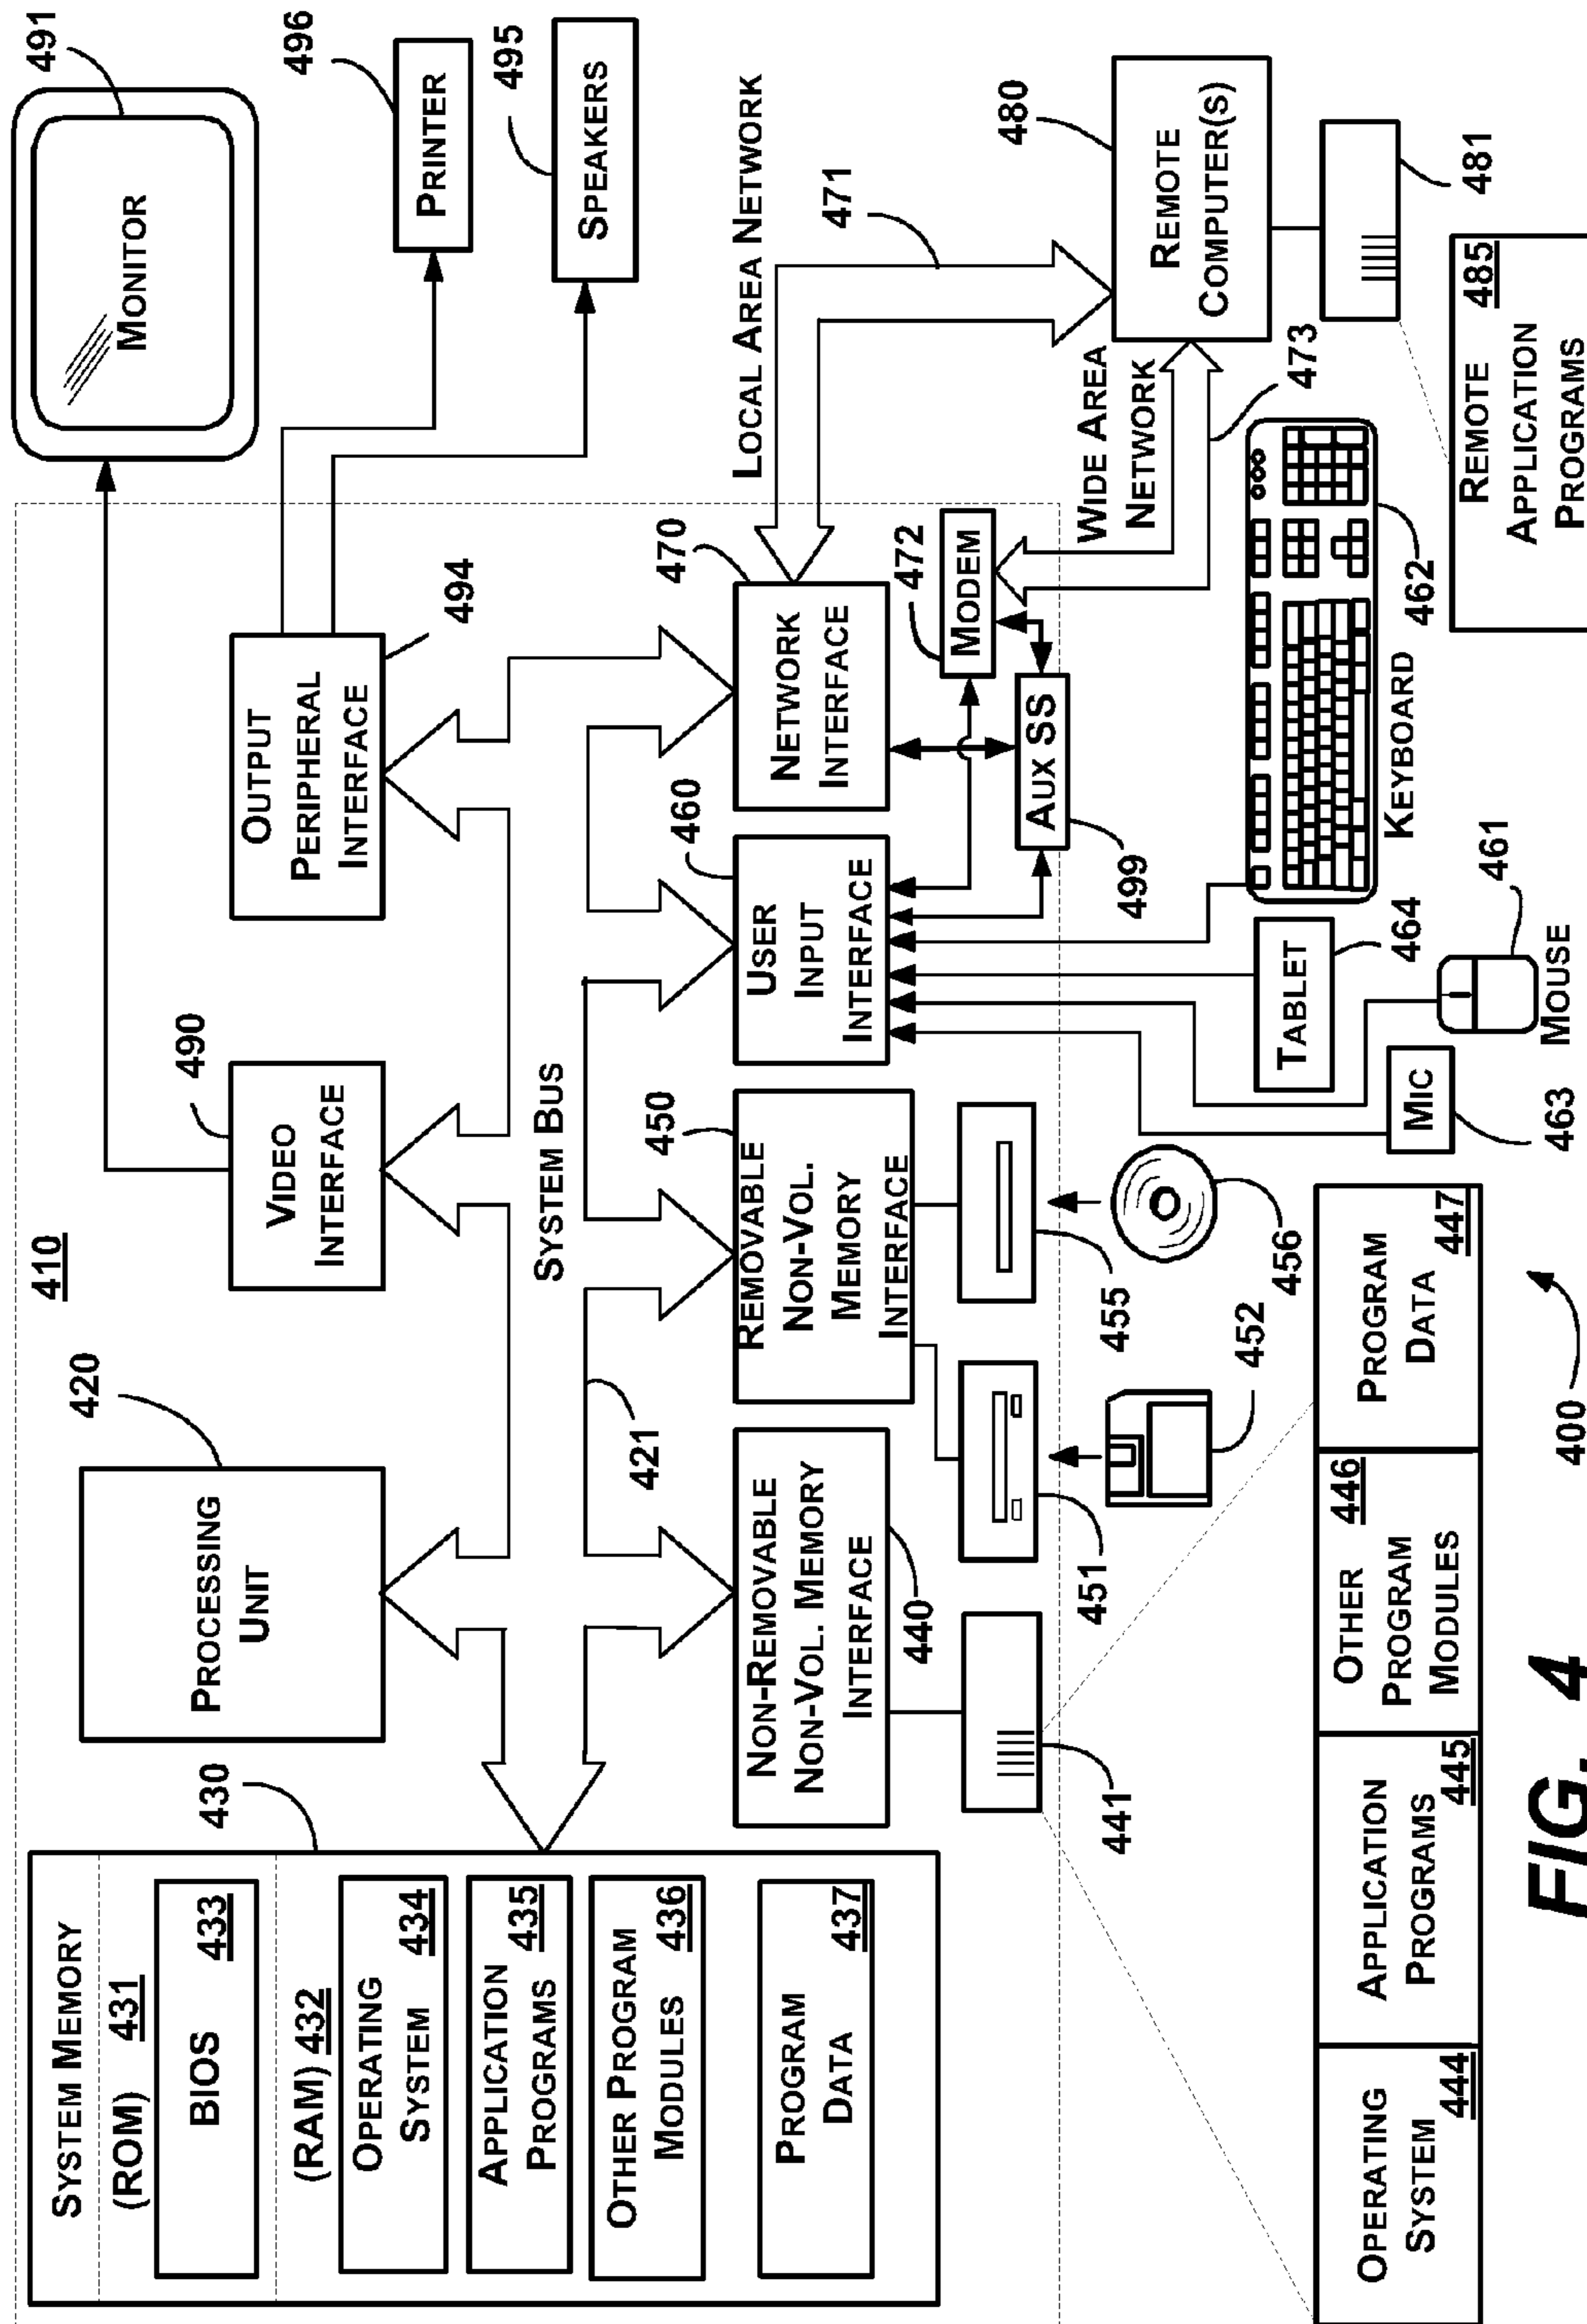 SYSTEM MEMORY
(ROM) 431
BIOS 433
(RAM) 432
OPERATING
SYSTEM 434
APPLICATION
PROGRAMS 435
OTHER PROGRAM
MODULES 436
PROGRAM
DATA 437
430
410
PROCESSING
UNIT
420
VIDEO
INTERFACE
490
OUTPUT
PERIPHERAL
INTERFACE
494
MONITOR
491
PRINTER
496
SPEAKERS
495
SYSTEM BUS
421
NON-REMOVABLE
NON-VOL. MEMORY
INTERFACE
440
REMOVABLE
NON-VOL.
MEMORY
INTERFACE
450
USER
INPUT
INTERFACE
460
NETWORK
INTERFACE
470
LOCAL AREA NETWORK
471
MODEM
472
AUX SS
499
WIDE AREA
NETWORK
473
REMOTE
COMPUTER(S)
480
481
441
451
455
452
456
MIC
463
TABLET
464
MOUSE
461
KEYBOARD
462
REMOTE 485
APPLICATION
PROGRAMS
OPERATING
SYSTEM 444
APPLICATION
PROGRAMS 445
OTHER 446
PROGRAM
MODULES
PROGRAM
DATA 447
400
FIG. 4